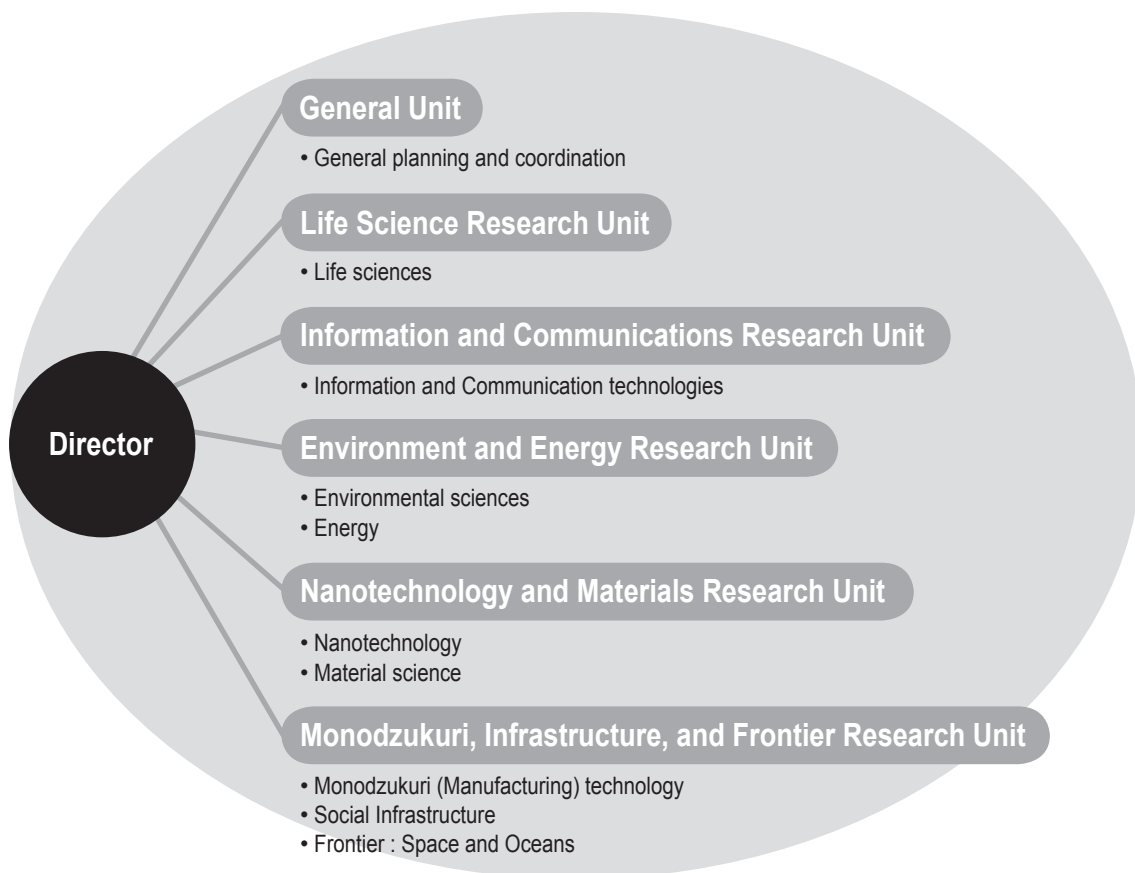 General Unit
• General planning and coordination
Life Science Research Unit
• Life sciences
Information and Communications Research Unit
• Information and Communication technologies
Director
Environment and Energy Research Unit
• Environmental sciences
• Energy
Nanotechnology and Materials Research Unit
• Nanotechnology
• Material science
Monodzukuri, Infrastructure, and Frontier Research Unit
• Monodzukuri (Manufacturing) technology
• Social Infrastructure
• Frontier : Space and Oceans